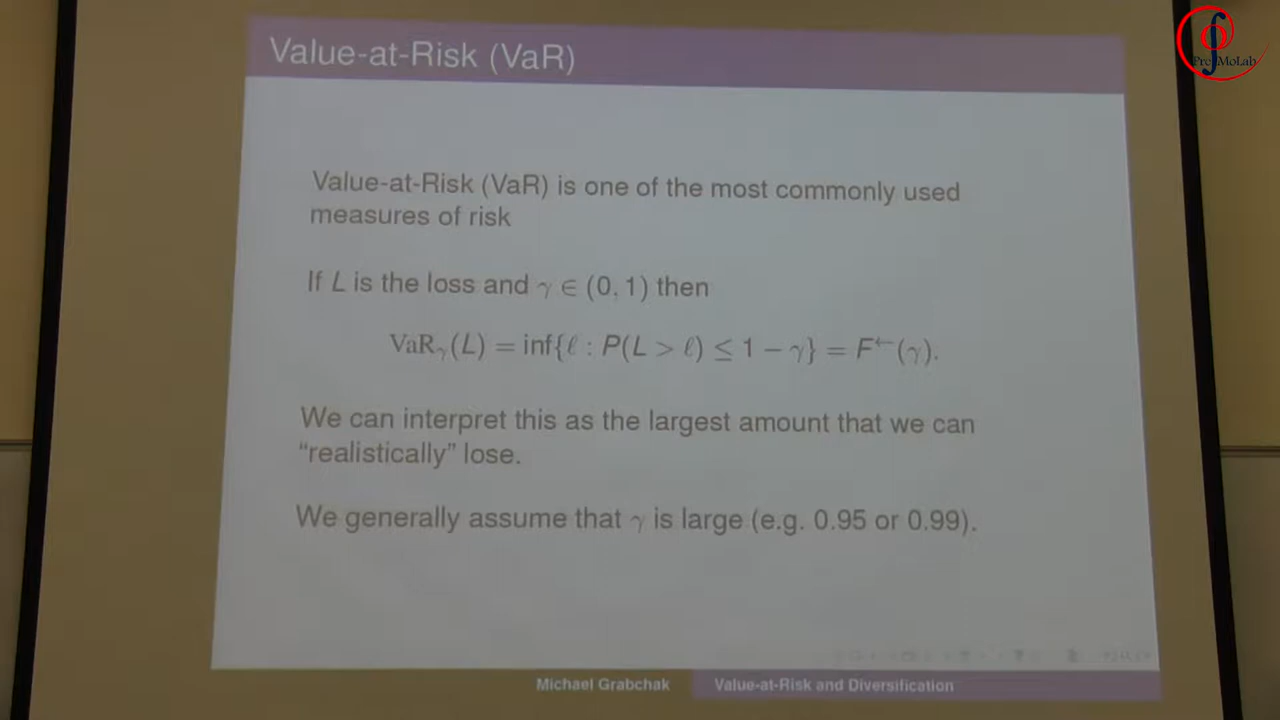 Value-at-Risk (VaR)
PreMoLab
Value-at-Risk (VaR) is one of the most commonly used
measures of risk
If L is the loss and γ ∈ (0, 1) then
VaRγ(L) = inf{ℓ : P(L > ℓ) ≤ 1 − γ} = F←(γ).
We can interpret this as the largest amount that we can
“realistically” lose.
We generally assume that γ is large (e.g. 0.95 or 0.99).
Michael Grabchak Value-at-Risk and Diversification